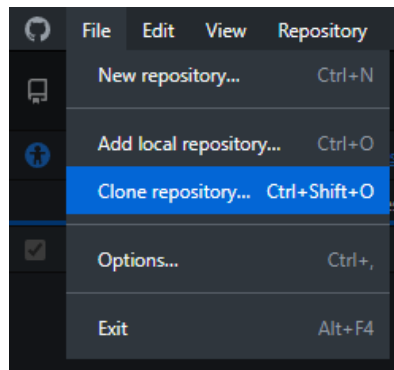 File Edit View Repository
New repository... Ctrl+N
Add local repository... Ctrl+O
Clone repository... Ctrl+Shift+O
Options... Ctrl+,
Exit Alt+F4